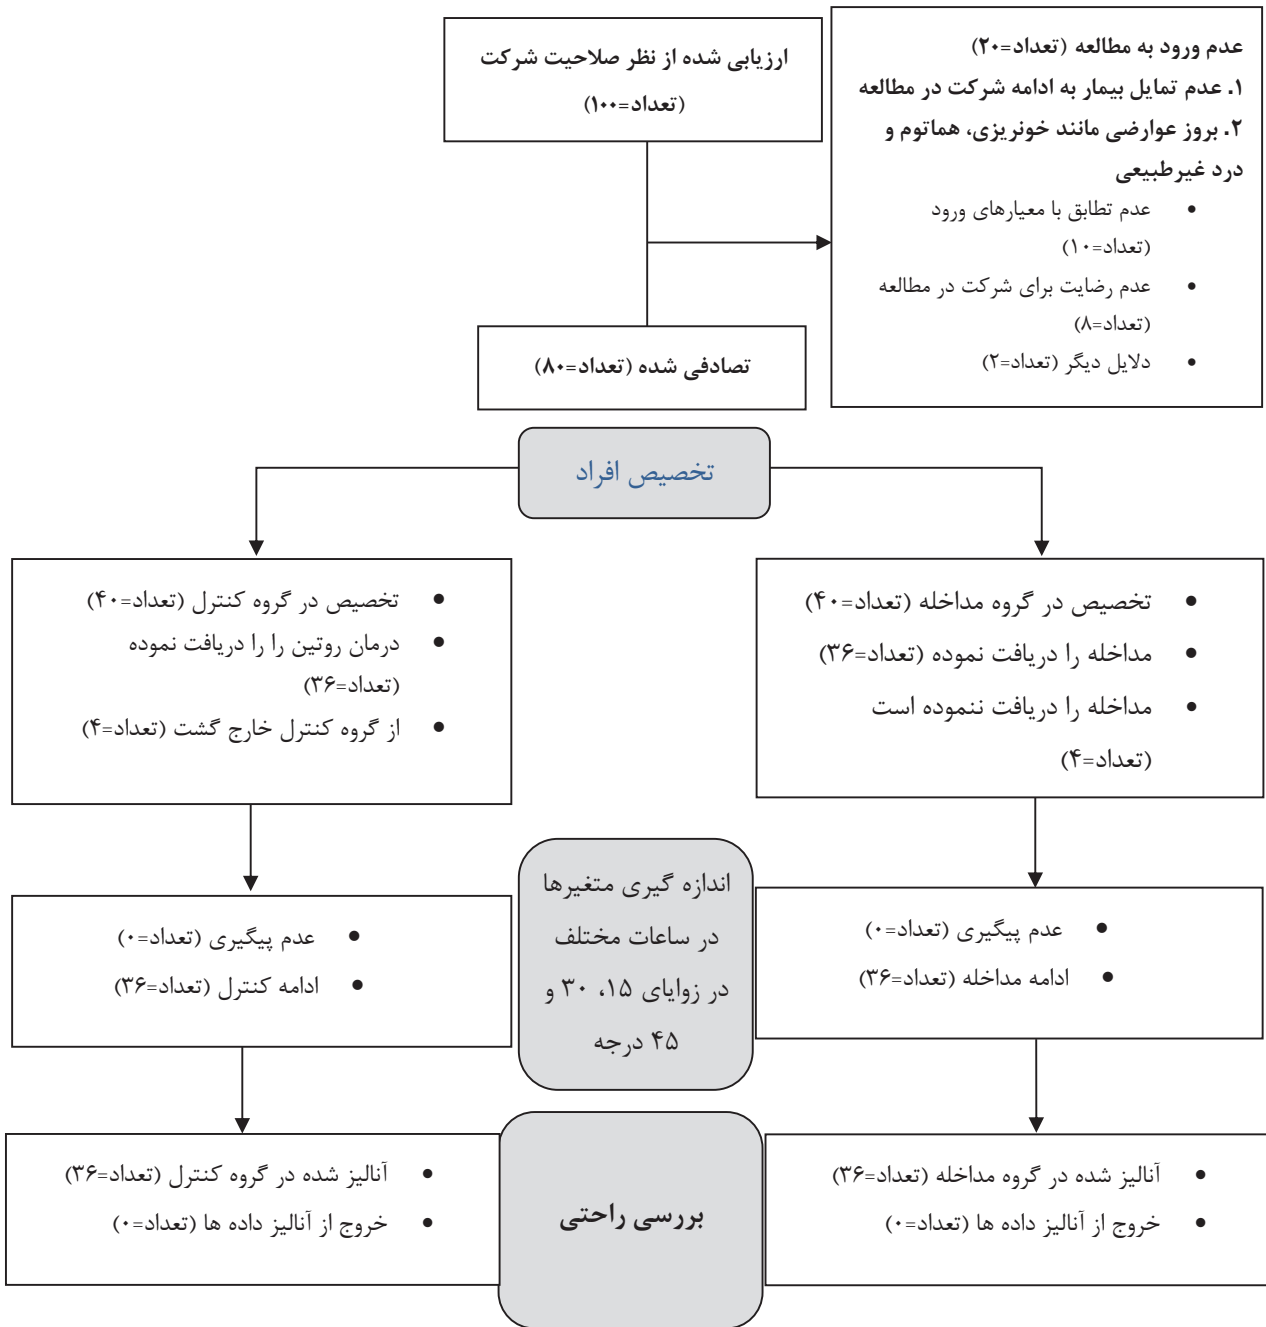 ارزیابی شده از نظر صلاحیت شرکت
(تعداد=۱۰۰)
عدم ورود به مطالعه (تعداد=۲۰)
۱. عدم تمایل بیمار به ادامه شرکت در مطالعه
۲. بروز عوارضی مانند خونریزی، هماتوم و
درد غیرطبیعی
• عدم تطابق با معیارهای ورود
(تعداد=۱۰)
• عدم رضایت برای شرکت در مطالعه
(تعداد=۸)
• دلایل دیگر (تعداد=۲)
تصادفی شده (تعداد=۸۰)
تخصیص افراد
• تخصیص در گروه مداخله (تعداد=۴۰)
• مداخله را دریافت نموده (تعداد=۳۶)
• مداخله را دریافت ننموده است
(تعداد=۴)
• تخصیص در گروه کنترل (تعداد=۴۰)
• درمان روتین را را دریافت نموده
(تعداد=۳۶)
• از گروه کنترل خارج گشت (تعداد=۴)
اندازه گیری متغیرها
در ساعات مختلف
در زوایای ۱۵، ۳۰ و
۴۵ درجه
• عدم پیگیری (تعداد=۰)
• ادامه مداخله (تعداد=۳۶)
• عدم پیگیری (تعداد=۰)
• ادامه کنترل (تعداد=۳۶)
بررسی راحتی
• آنالیز شده در گروه مداخله (تعداد=۳۶)
• خروج از آنالیز داده ها (تعداد=۰)
• آنالیز شده در گروه کنترل (تعداد=۳۶)
• خروج از آنالیز داده ها (تعداد=۰)